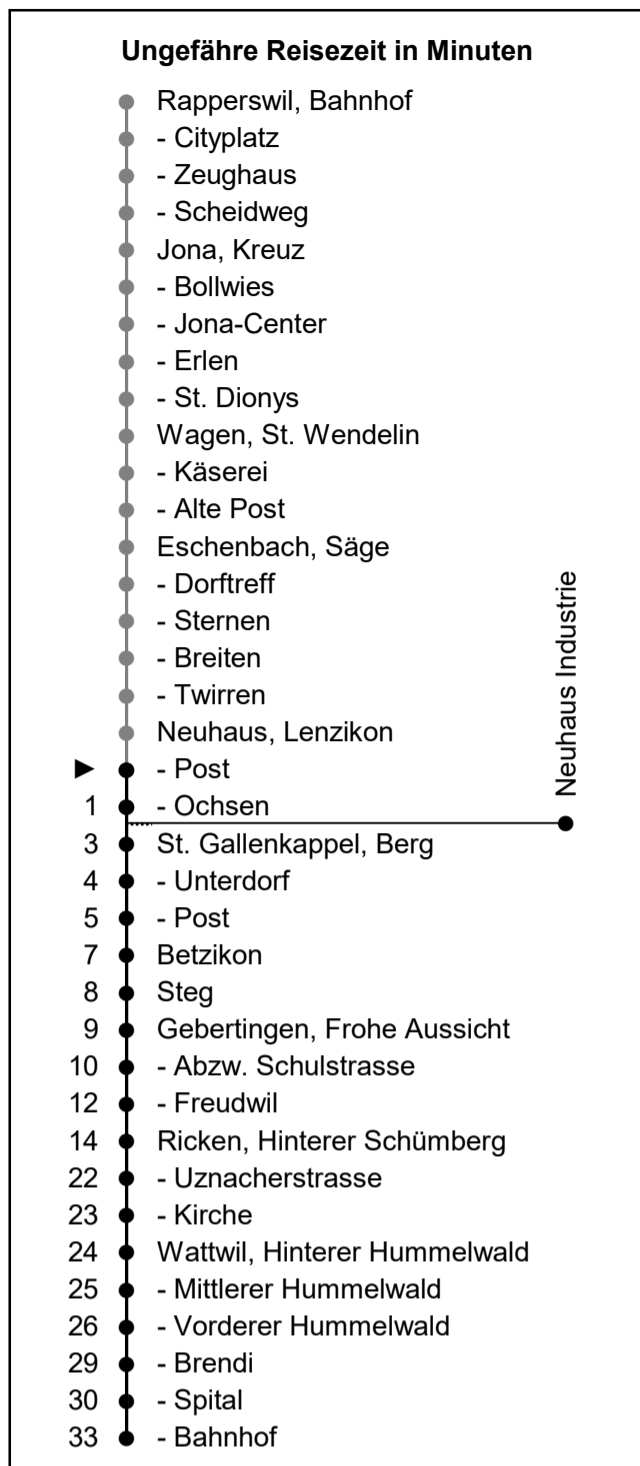 Ungefähre Reisezeit in Minuten
Rapperswil, Bahnhof
- Cityplatz
- Zeughaus
- Scheidweg
Jona, Kreuz
- Bollwies
- Jona-Center
- Erlen
- St. Dionys
Wagen, St. Wendelin
- Käserei
- Alte Post
Eschenbach, Säge
- Dorftreff
- Sternen
- Breiten
- Twirren
Neuhaus, Lenzikon
- Post
1 - Ochsen
Neuhaus Industrie
3 St. Gallenkappel, Berg
4 - Unterdorf
5 - Post
7 Betzikon
8 Steg
9 Gebertingen, Frohe Aussicht
10 - Abzw. Schulstrasse
12 - Freudwil
14 Ricken, Hinterer Schümberg
22 - Uznacherstrasse
23 - Kirche
24 Wattwil, Hinterer Hummelwald
25 - Mittlerer Hummelwald
26 - Vorderer Hummelwald
29 - Brendi
30 - Spital
33 - Bahnhof